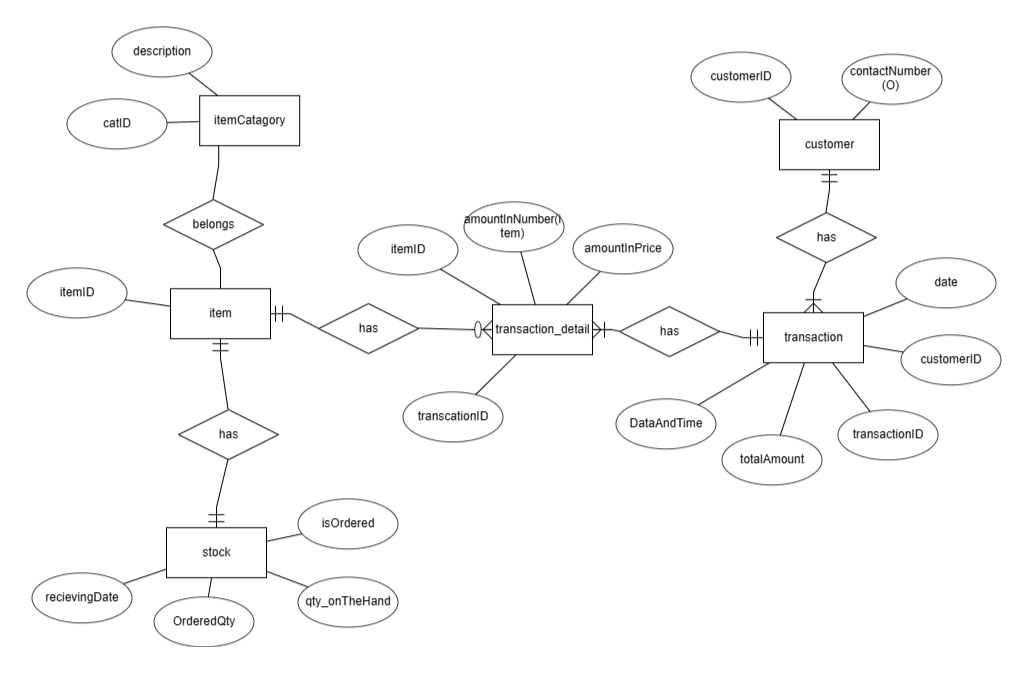 description
catID
itemCatagory
customerID
contactNumber
(O)
customer
belongs
amountInNumber(i
tem)
itemID
amountInPrice
has
itemID
item
has
transaction_detail
has
transaction
date
customerID
transcationID
DataAndTime
totalAmount
transactionID
has
stock
isOrdered
recievingDate
OrderedQty
qty_onTheHand